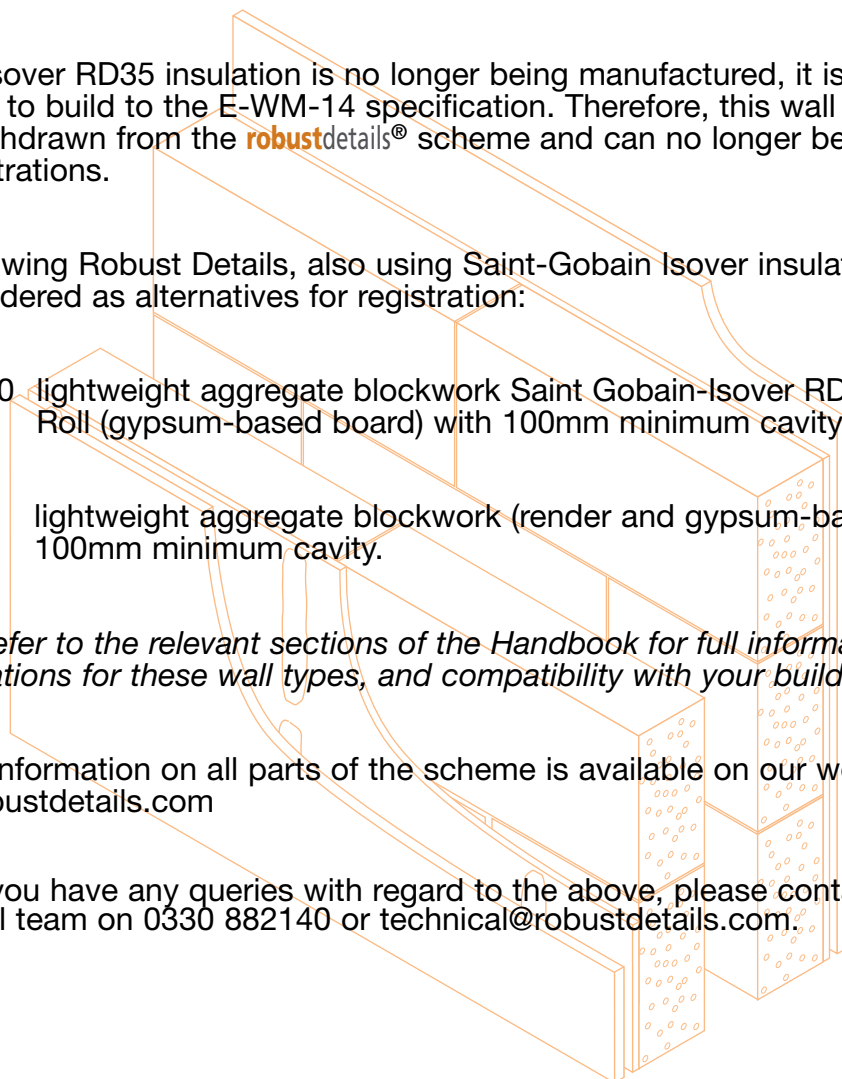 sover RD35 insulation is no longer being manufactured, it is
to build to the E-WM-14 specification. Therefore, this wall
hdrawn from the robustdetails® scheme and can no longer be
trations.
wing Robust Details, also using Saint-Gobain Isover insula
dered as alternatives for registration:
0 lightweight aggregate blockwork Saint Gobain-Isover RD
Roll (gypsum-based board) with 100mm minimum cavity
lightweight aggregate blockwork (render and gypsum-ba
100mm minimum cavity.
efer to the relevant sections of the Handbook for full informa
ations for these wall types, and compatibility with your build
nformation on all parts of the scheme is available on our we
bustdetails.com
you have any queries with regard to the above, please conta
l team on 0330 882140 or technical@robustdetails.com.